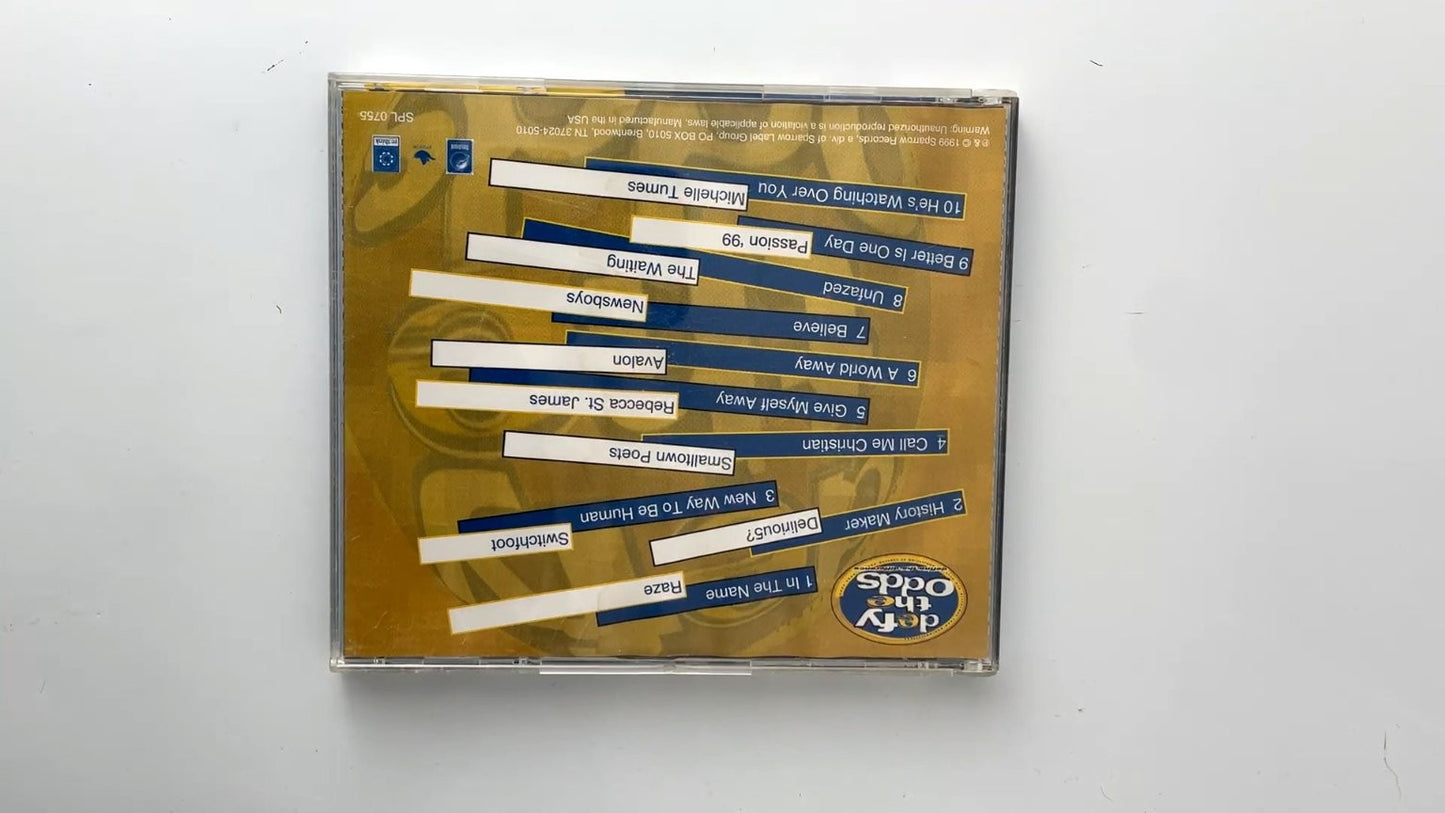 defy
the
odds
1 In The Name
Raze
2 History Maker
Deliriou5?
3 New Way To Be Human
Switchfoot
4 Call Me Christian
Smalltown Poets
5 Give Myself Away
Rebecca St. James
6 A World Away
Avalon
7 Believe
Newsboys
8 Unfazed
The Waiting
9 Better Is One Day
Passion '99
10 He's Watching Over You
Michelle Tumes
℗ & © 1999 Sparrow Records, a div. of Sparrow Label Group, PO BOX 5010, Brentwood, TN 37024-5010
Warning: Unauthorized reproduction is a violation of applicable laws. Manufactured in the USA
SPL 0755